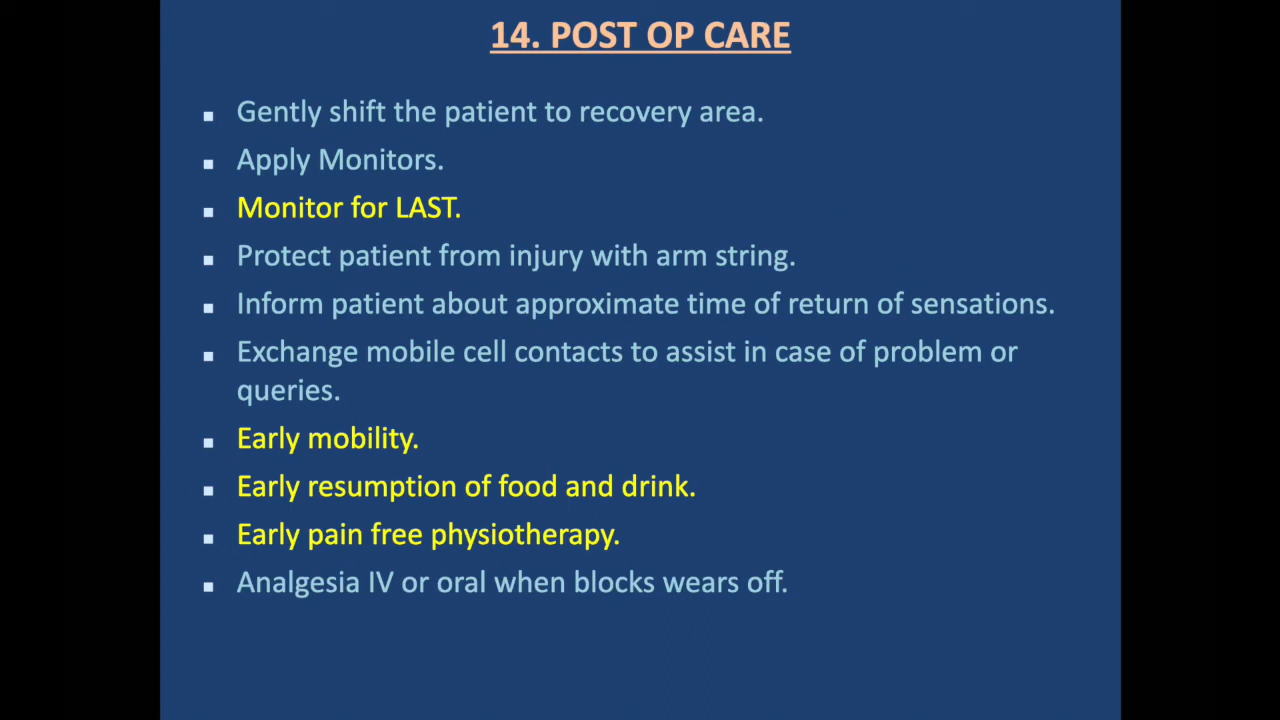 14. POST OP CARE
Gently shift the patient to recovery area.
Apply Monitors.
Monitor for LAST.
Protect patient from injury with arm string.
Inform patient about approximate time of return of sensations.
Exchange mobile cell contacts to assist in case of problem or
queries.
Early mobility.
Early resumption of food and drink.
Early pain free physiotherapy.
Analgesia IV or oral when blocks wears off.